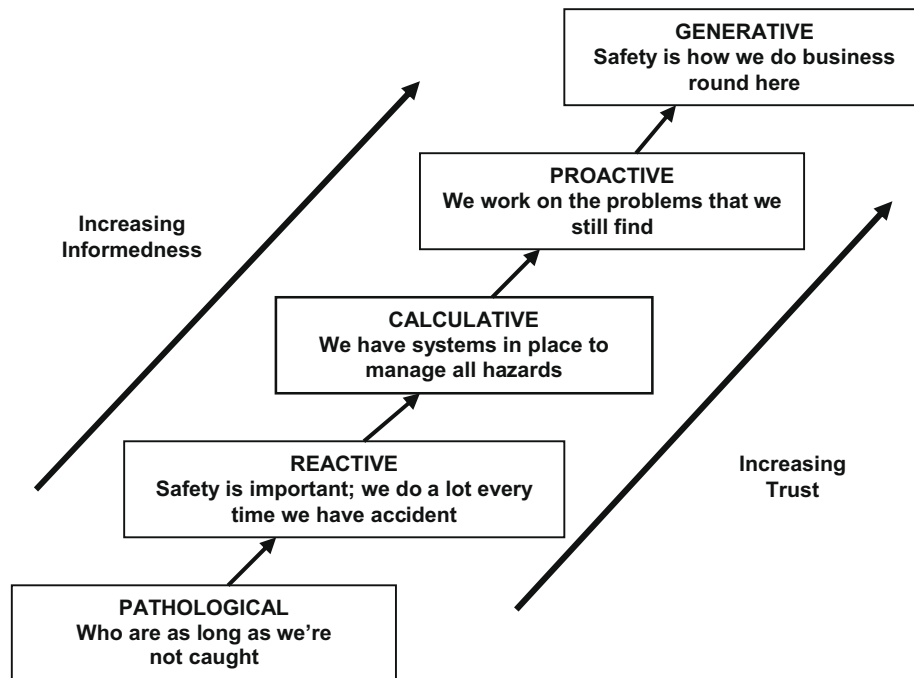 GENERATIVE
Safety is how we do business
round here
PROACTIVE
We work on the problems that we
still find
Increasing
Informedness
CALCULATIVE
We have systems in place to
manage all hazards
REACTIVE
Safety is important; we do a lot every
time we have accident
Increasing
Trust
PATHOLOGICAL
Who are as long as we’re
not caught